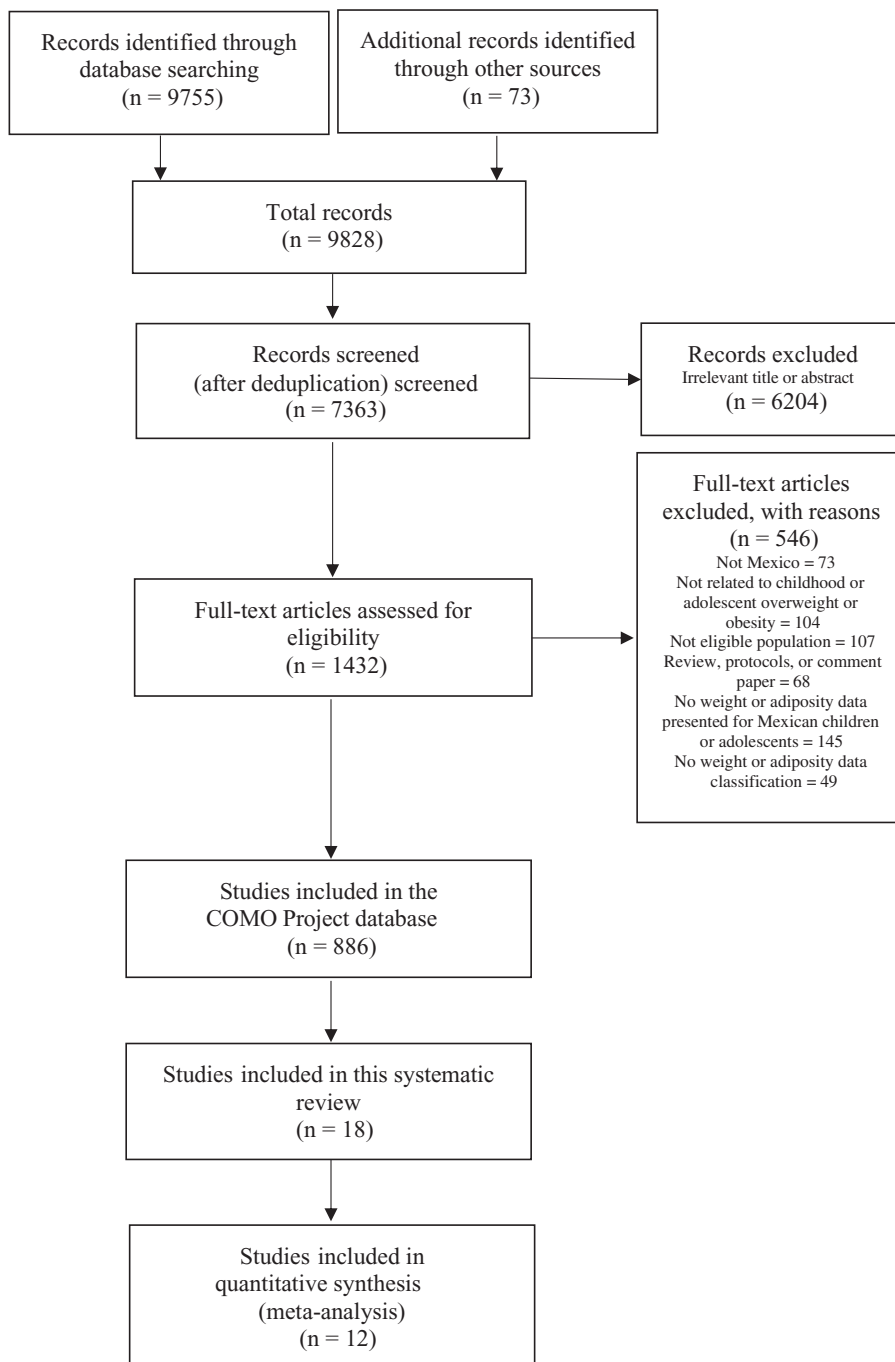 Records identified through
database searching
(n = 9755)
Additional records identified
through other sources
(n = 73)
Total records
(n = 9828)
Records screened
(after deduplication) screened
(n = 7363)
Records excluded
Irrelevant title or abstract
(n = 6204)
Full-text articles assessed for
eligibility
(n = 1432)
Full-text articles
excluded, with reasons
(n = 546)
Not Mexico = 73
Not related to childhood or
adolescent overweight or
obesity = 104
Not eligible population = 107
Review, protocols, or comment
paper = 68
No weight or adiposity data
presented for Mexican children
or adolescents = 145
No weight or adiposity data
classification = 49
Studies included in the
COMO Project database
(n = 886)
Studies included in this systematic
review
(n = 18)
Studies included in
quantitative synthesis
(meta-analysis)
(n = 12)